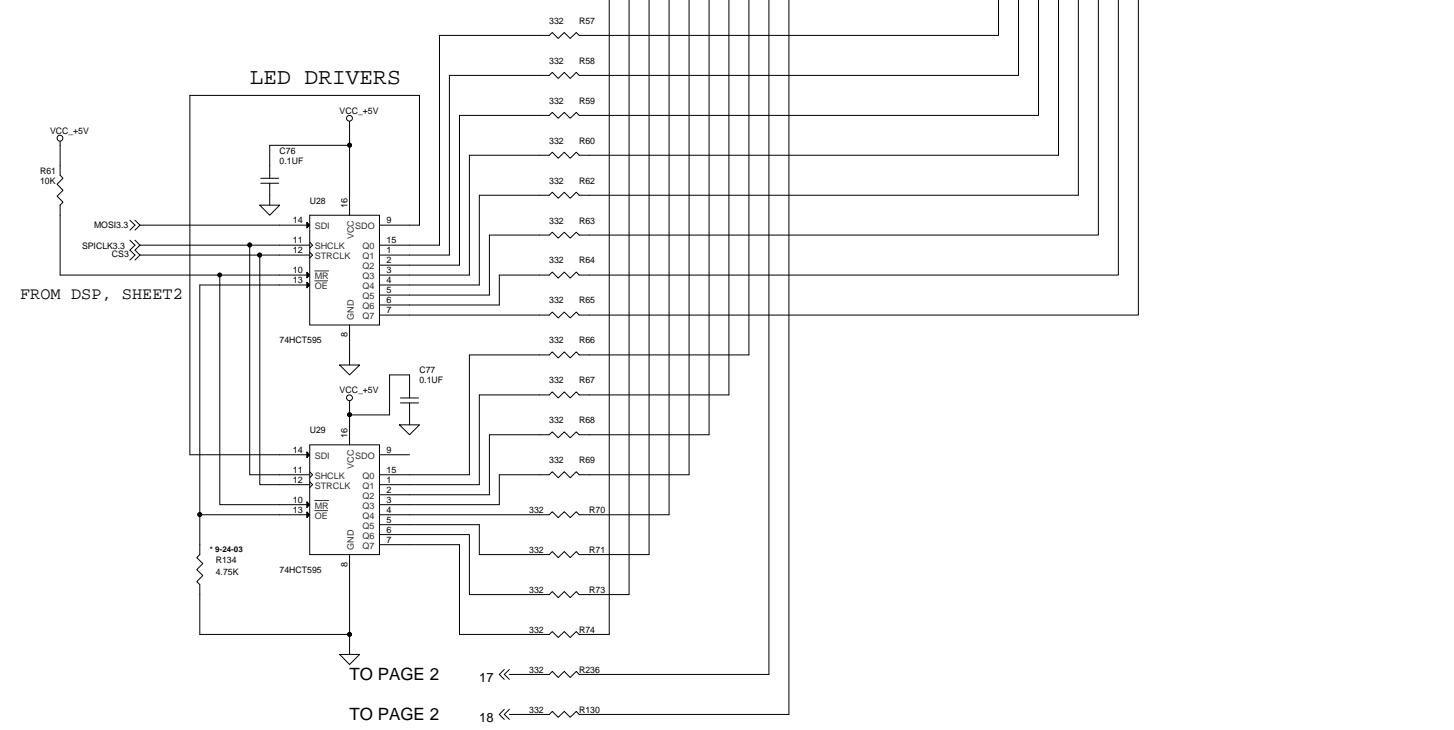 332 R57
332 R58
LED DRIVERS
332 R59
VCC_+5V
VCC_+5V
332 R60
C76
0.1UF
R61
10K
332 R62
U28
16
332 R63
MOSI3.3
14 SDI VCC SDO 9
SPICLK3.3
11 SHCLK Q0 15
CS3
12 STRCLK Q1 1
Q2 2
332 R64
10 MR Q3 3
13 OE Q4 4
Q5 5
FROM DSP, SHEET2
GND Q6 6
332 R65
Q7 7
8
74HCT595
332 R66
C77
0.1UF
332 R67
VCC_+5V
332 R68
U29
16
14 SDI VCC SDO 9
332 R69
11 SHCLK Q0 15
12 STRCLK Q1 1
Q2 2
10 MR Q3 3
13 OE Q4 4
332 R70
Q5 5
GND Q6 6
Q7 7
332 R71
* 9-24-03
R134
4.75K
8
74HCT595
332 R73
332 R74
TO PAGE 2 17 332 R236
TO PAGE 2 18 332 R130